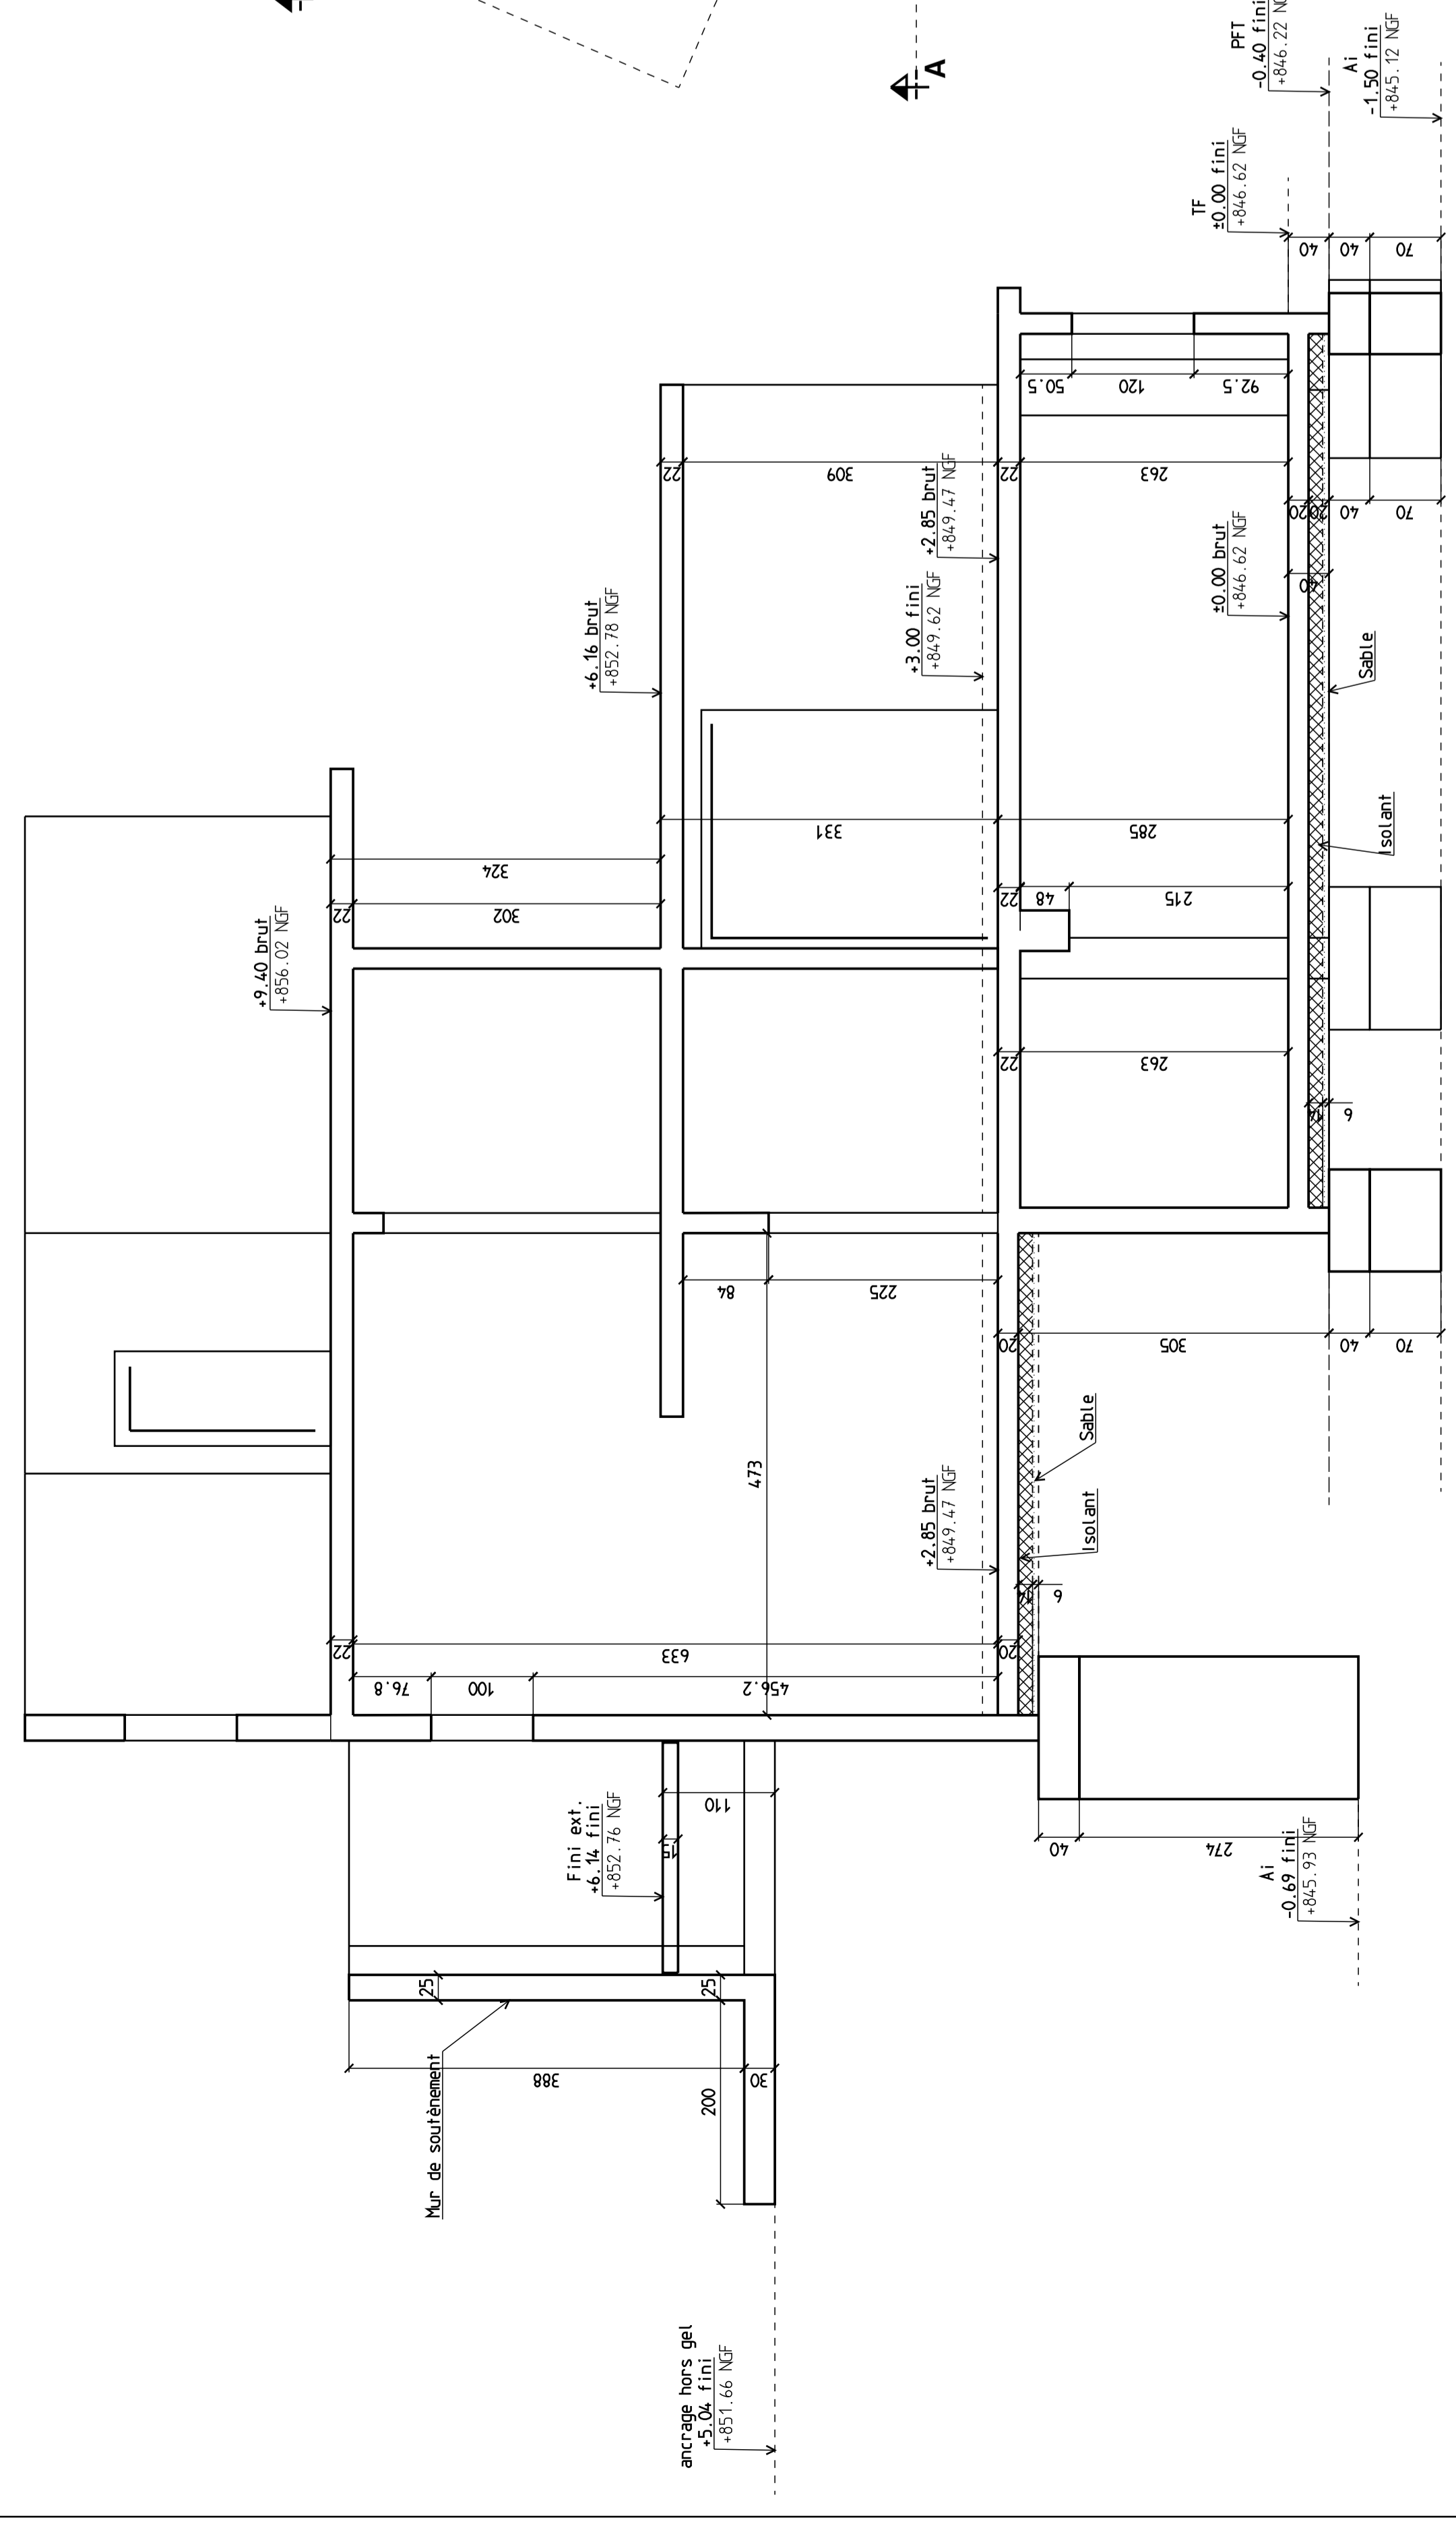 A
PFT
-0.40 fini
Ai
-1.50 fini
+845.12 NGF
TF
±0.00 fini
+846.62 NGF
40
40
70
50.5
120
92.5
22
309
22
263
20
20
40
70
40
+2.85 brut
+849.47 NGF
+3.00 fini
+849.62 NGF
±0.00 brut
+846.62 NGF
+6.16 brut
+852.78 NGF
Sable
Isolant
331
285
324
22
302
22
48
215
+9.40 brut
+856.02 NGF
22
263
14
6
84
225
20
305
40
70
473
Sable
Isolant
+2.85 brut
+849.47 NGF
14
6
22
633
20
76.8
100
456.2
110
15
Fini ext.
+6.14 fini
+852.76 NGF
40
274
Ai
-0.69 fini
+845.93 NGF
25
25
Mur de soutènement
388
30
200
ancrage hors gel
+5.04 fini
+851.66 NGF